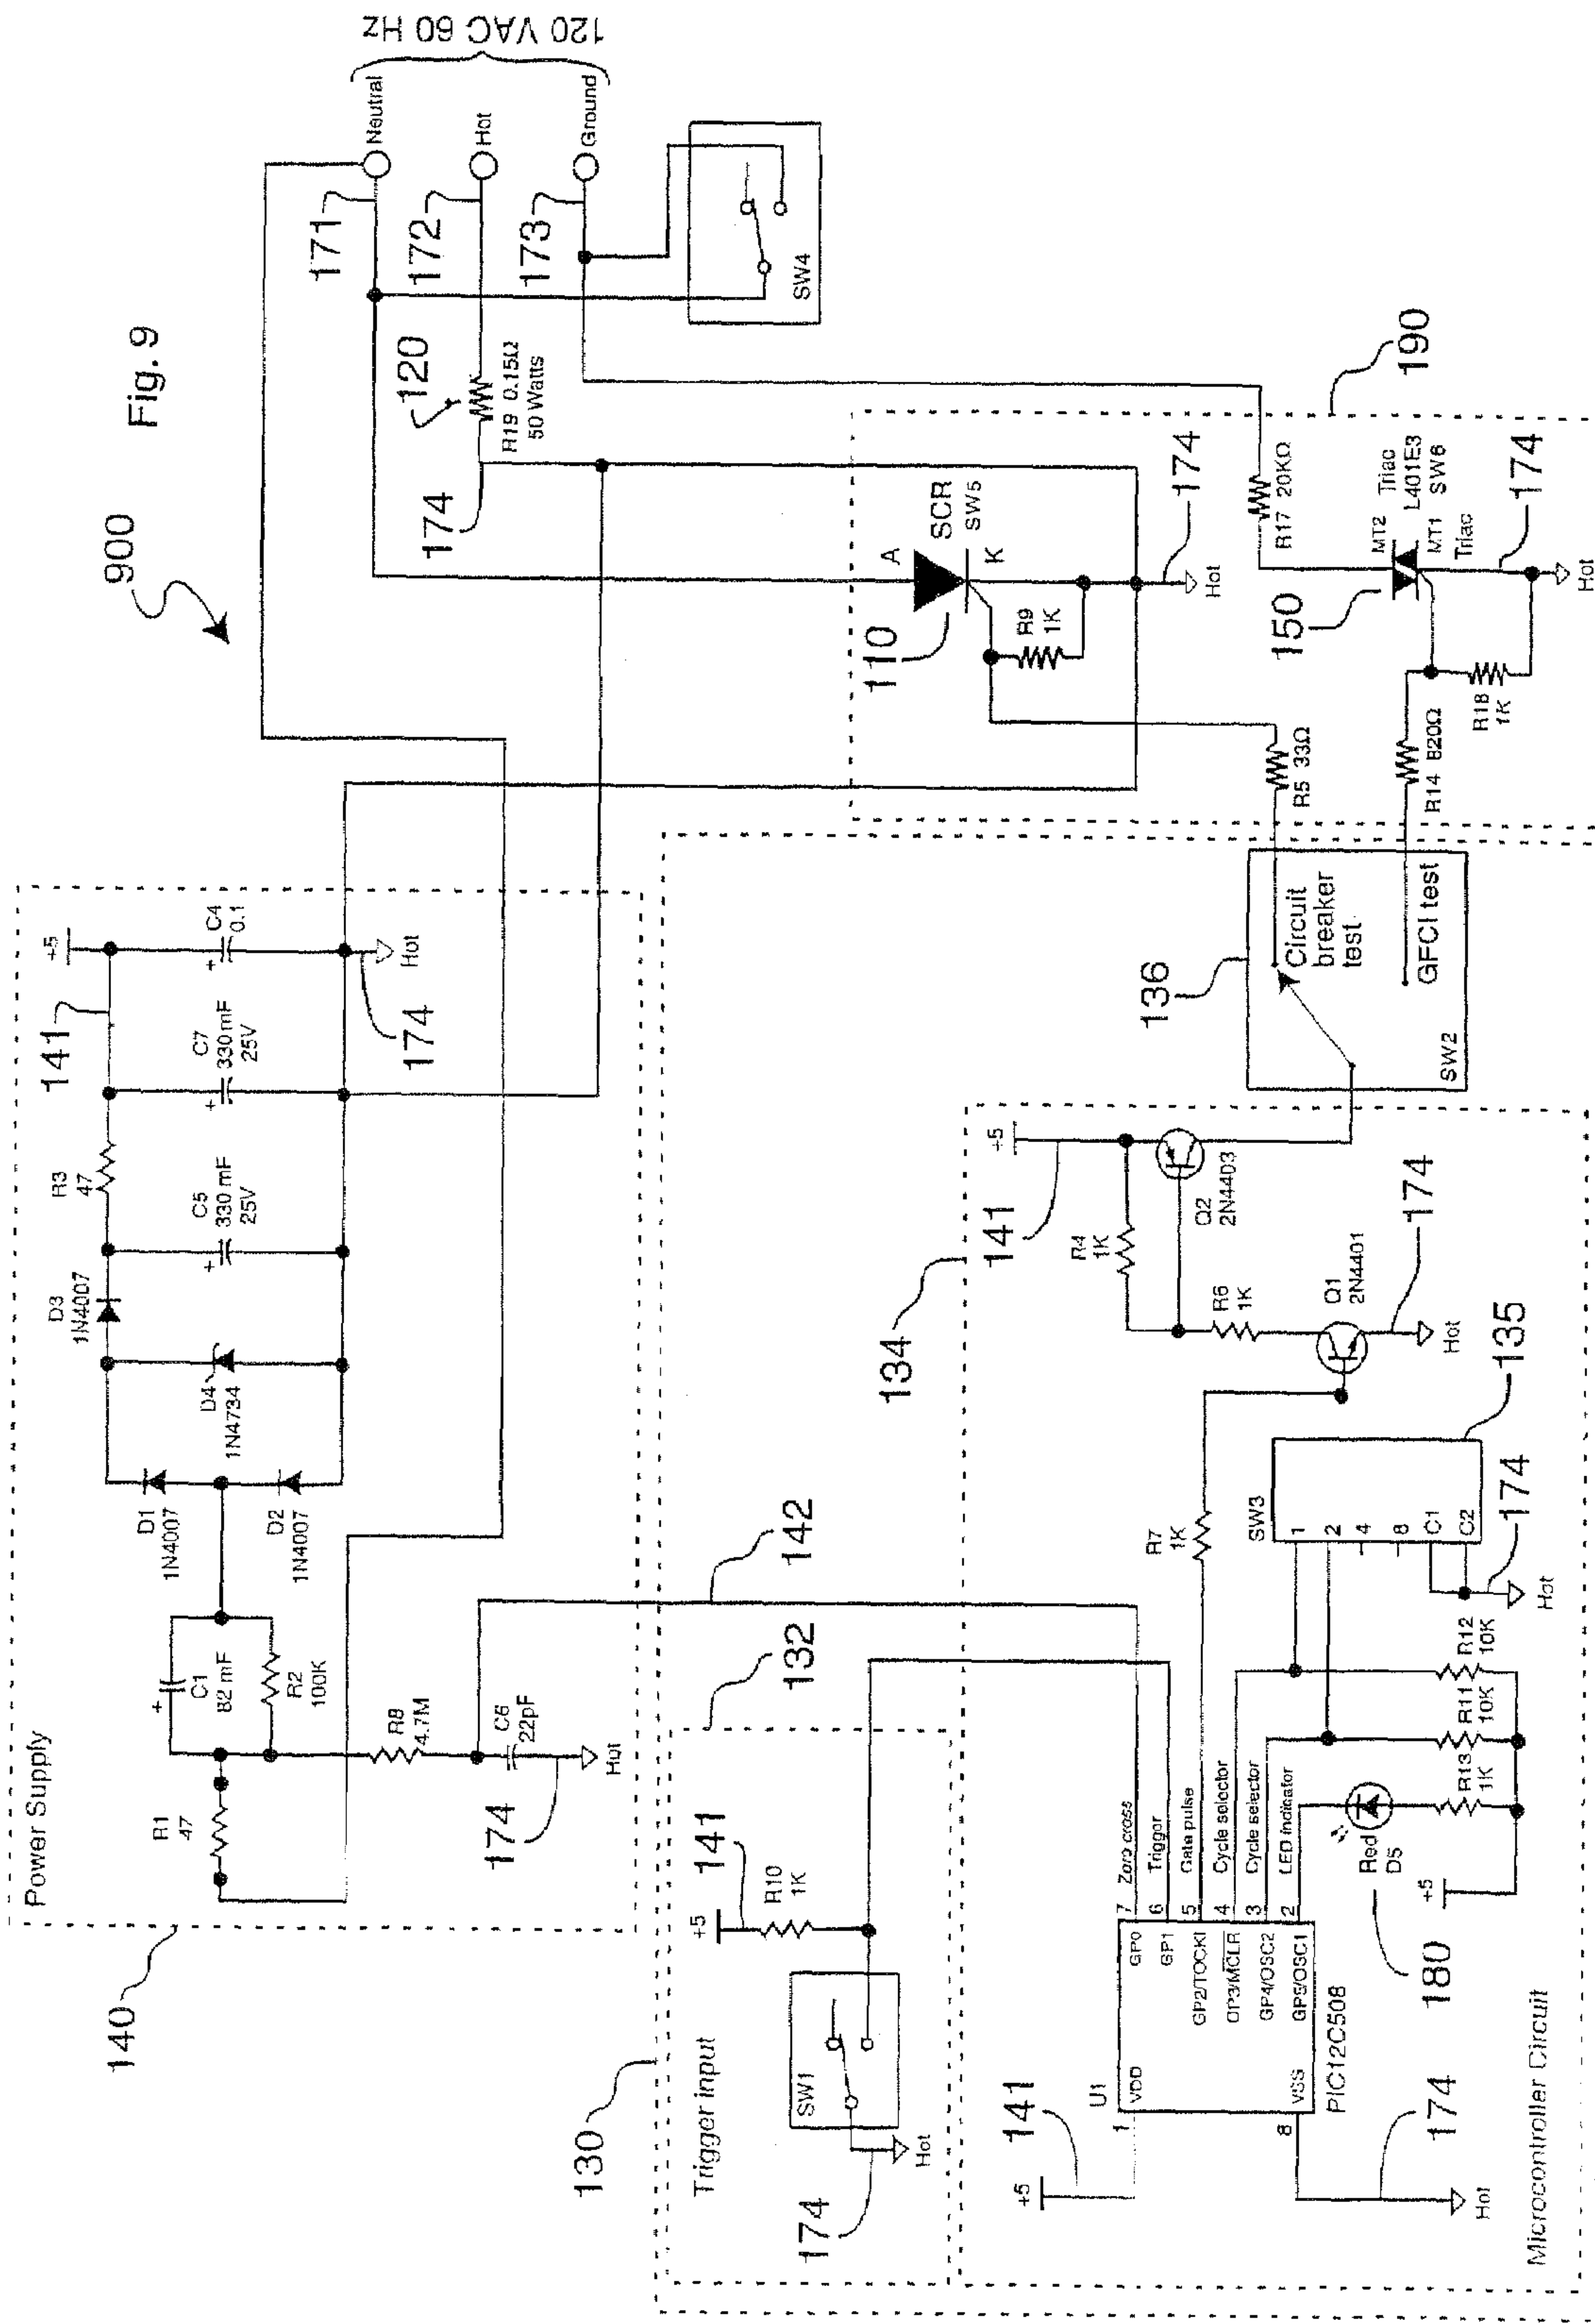 Fig. 9
900
Power Supply
140
R1
47
C1
82 mF
+
R2
100K
R8
4.7M
C6
22pF
Hot
174
D1
1N4007
D2
1N4007
D4
1N4734
D3
1N4007
C5
330 mF
25V
+
R3
47
C7
330mF
25V
+
141
+5
C4
0.1
+
Hot
174
142
171
Neutral
172
Hot
173
Ground
120 VAC 60 Hz
120
R19 0.15Ω
50 Watts
174
SW4
130
132
Trigger input
SW1
Hot
174
+5
141
R10
1K
134
Microcontroller Circuit
+5
141
U1
1
VDD
8
VSS
PIC12C508
Hot
174
GP0
GP1
GP2/TOCKI
GP3/MCLR
GP4/OSC2
GP5/OSC1
7 Zero cross
6 Trigger
5 Gate pulse
4 Cycle selector
3 Cycle selector
2 LED indicator
Red
D5
180
+5
R13
1K
R11
10K
R12
10K
SW3
1
2
4
8
C1
C2
Hot
174
135
R7
1K
Q1
2N4401
Hot
174
R6
1K
R4
1K
+5
141
Q2
2N4403
136
SW2
Circuit
breaker
test
GFCI test
190
R5 33Ω
R14 820Ω
110
A
SCR
SW5
K
R9
1K
Hot
174
R17 20KΩ
MT2
Triac
L401E3
SW6
MT1
Triac
150
R18
1K
Hot
174